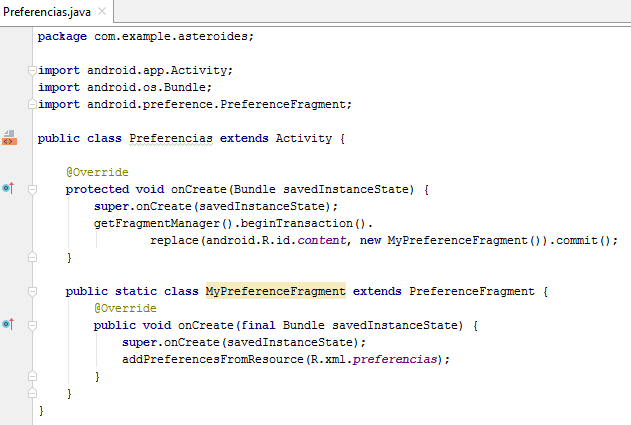 Preferencias.java
package com.example.asteroides;
import android.app.Activity;
import android.os.Bundle;
import android.preference.PreferenceFragment;
public class Preferencias extends Activity {
@Override
protected void onCreate(Bundle savedInstanceState) {
super.onCreate(savedInstanceState);
getFragmentManager().beginTransaction().
replace(android.R.id.content, new MyPreferenceFragment()).commit();
}
public static class MyPreferenceFragment extends PreferenceFragment {
@Override
public void onCreate(final Bundle savedInstanceState) {
super.onCreate(savedInstanceState);
addPreferencesFromResource(R.xml.preferencias);
}
}
}